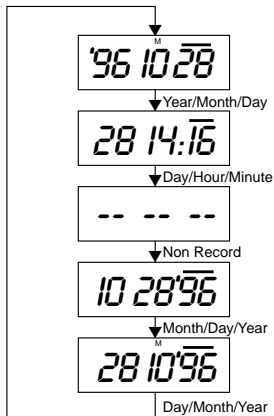 M
'96 10 28
Year/Month/Day
28 14:16
Day/Hour/Minute
-- -- --
Non Record
10 28'96
Month/Day/Year
M
28 10'96
Day/Month/Year